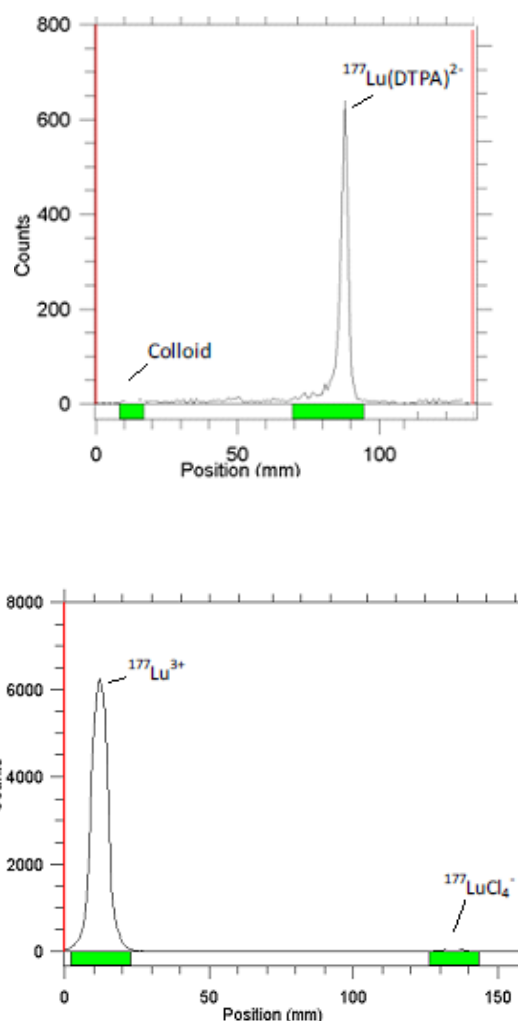 800
600
400
200
0
Counts
¹⁷⁷Lu(DTPA)²⁻
Colloid
0 50 100
Position (mm)
8000
6000
4000
2000
0
¹⁷⁷Lu³⁺
¹⁷⁷LuCl₄⁻
0 50 100 150
Position (mm)